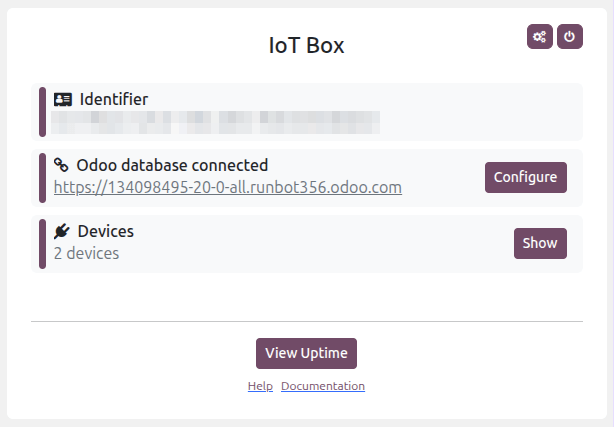 IoT Box
Identifier
Odoo database connected
https://134098495-20-0-all.runbot356.odoo.com
Configure
Devices
2 devices
Show
View Uptime
Help Documentation